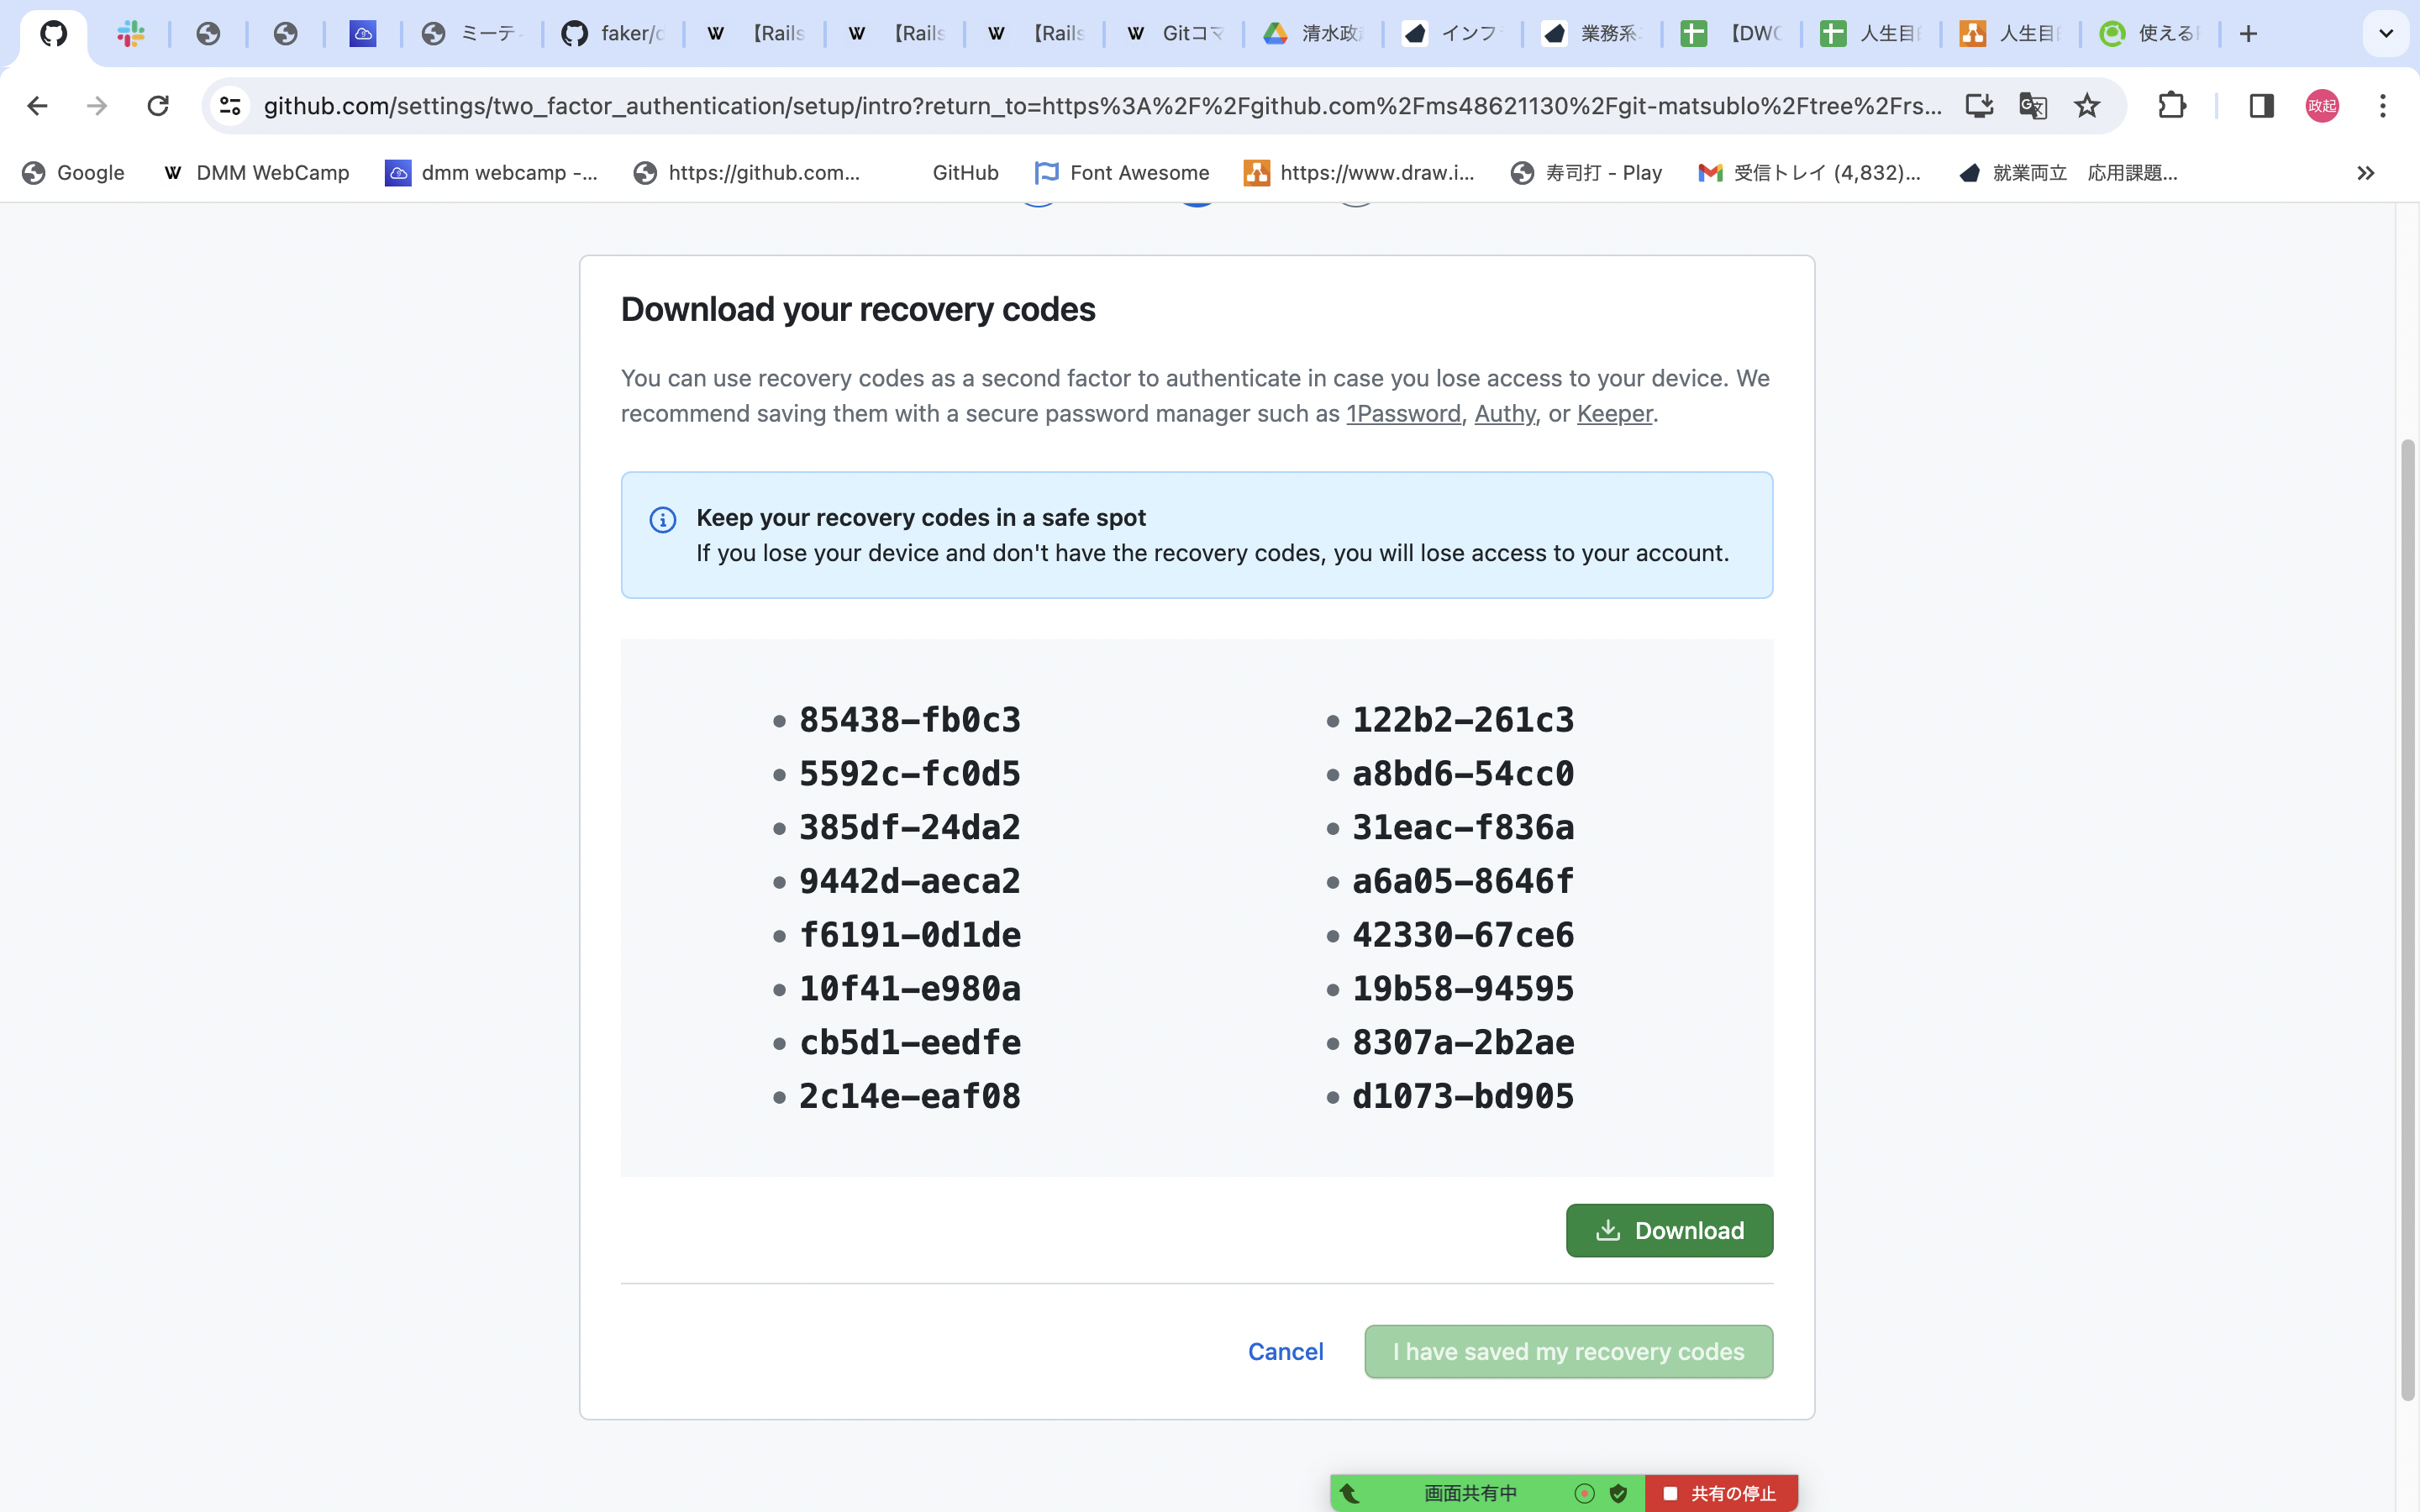 ミーテ
faker/c
【Rails
【Rails
【Rails
Gitコマ
清水政起
インフ
業務系
【DWC
人生目
人生目
使える
github.com/settings/two_factor_authentication/setup/intro?return_to=https%3A%2F%2Fgithub.com%2Fms48621130%2Fgit-matsublo%2Ftree%2Frs...
政起
Google
DMM WebCamp
dmm webcamp -...
https://github.com...
GitHub
Font Awesome
https://www.draw.i...
寿司打 - Play
受信トレイ (4,832)...
就業両立 応用課題...
Download your recovery codes
You can use recovery codes as a second factor to authenticate in case you lose access to your device. We
recommend saving them with a secure password manager such as 1Password, Authy, or Keeper.
Keep your recovery codes in a safe spot
If you lose your device and don't have the recovery codes, you will lose access to your account.
85438-fb0c3
5592c-fc0d5
385df-24da2
9442d-aeca2
f6191-0d1de
10f41-e980a
cb5d1-eedfe
2c14e-eaf08
122b2-261c3
a8bd6-54cc0
31eac-f836a
a6a05-8646f
42330-67ce6
19b58-94595
8307a-2b2ae
d1073-bd905
Download
Cancel
I have saved my recovery codes
画面共有中
共有の停止